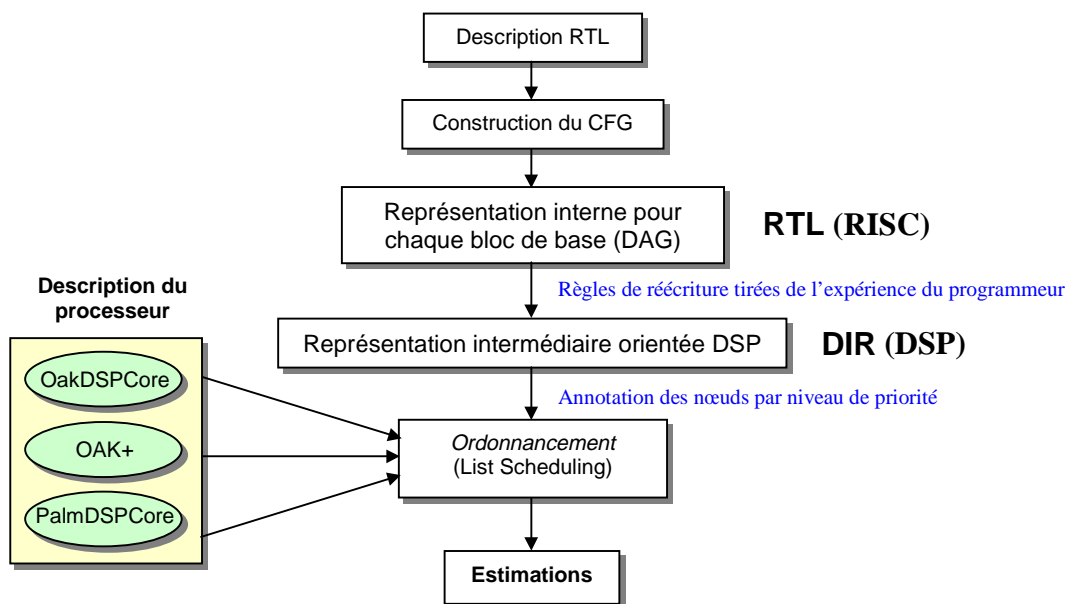 Description RTL
Construction du CFG
Représentation interne pour
chaque bloc de base (DAG)
RTL (RISC)
Règles de réécriture tirées de l'expérience du programmeur
Description du
processeur
Représentation intermédiaire orientée DSP
DIR (DSP)
OakDSPCore
Annotation des nœuds par niveau de priorité
OAK+
Ordonnancement
(List Scheduling)
PalmDSPCore
Estimations